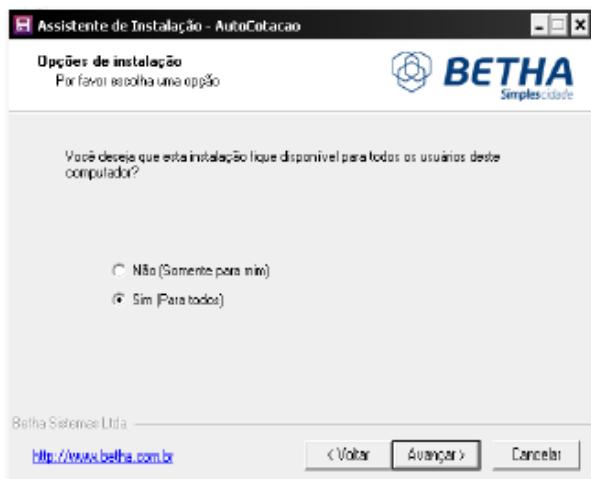 Assistente de Instalação - AutoCotacao
Opções de instalação
Por favor escolha uma opção
BETHA
Simplescidade
Você deseja que esta instalação fique disponível para todos os usuários deste
computador?
Não (Somente para mim)
Sim (Para todos)
Betha Sistemas Ltda
http://www.betha.com.br
< Voltar
Avançar >
Cancelar